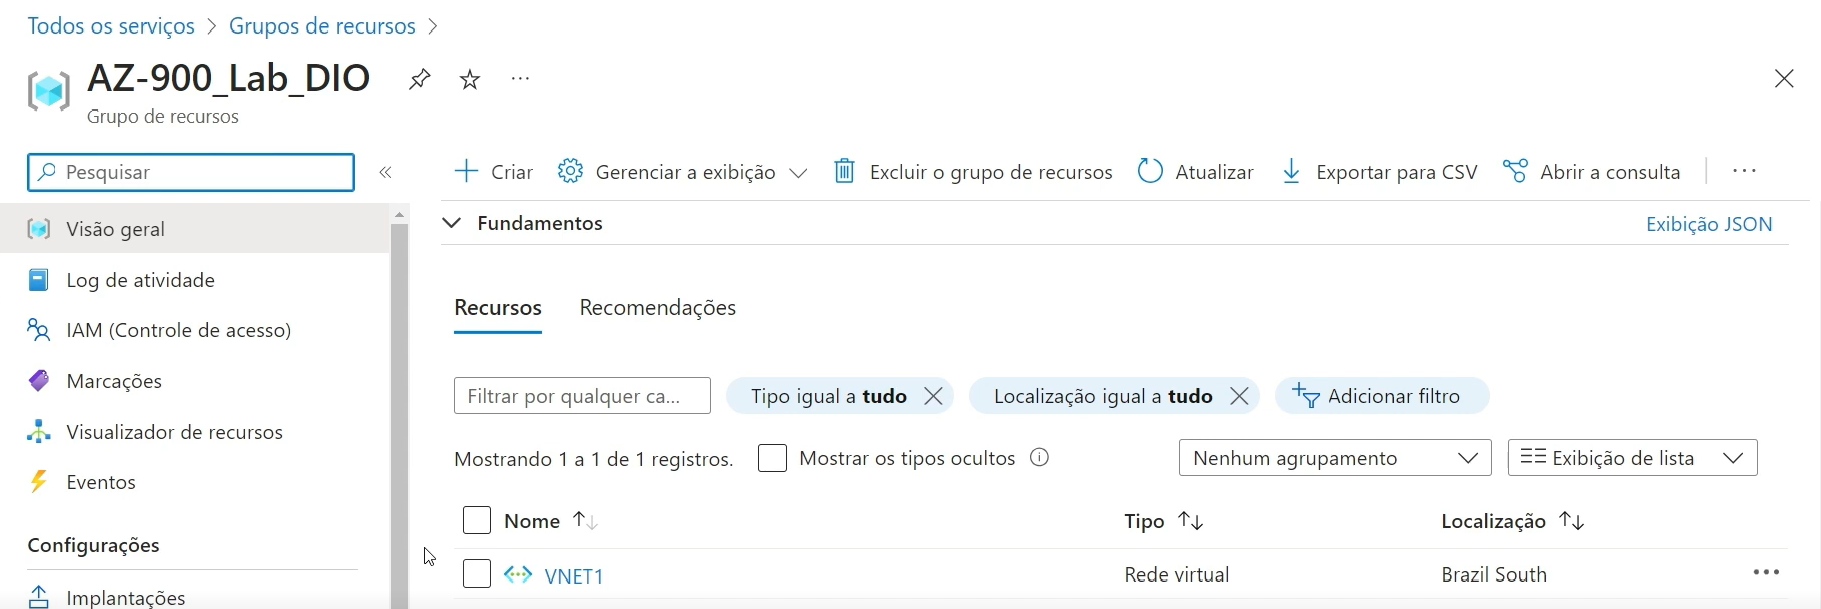 Todos os serviços > Grupos de recursos >
AZ-900_Lab_DIO
Grupo de recursos
Pesquisar
Criar Gerenciar a exibição Excluir o grupo de recursos Atualizar Exportar para CSV Abrir a consulta
Visão geral
Log de atividade
IAM (Controle de acesso)
Marcações
Visualizador de recursos
Eventos
Configurações
Implantações
Fundamentos Exibição JSON
Recursos Recomendações
Filtrar por qualquer ca... Tipo igual a tudo Localização igual a tudo Adicionar filtro
Mostrando 1 a 1 de 1 registros. Mostrar os tipos ocultos Nenhum agrupamento Exibição de lista
Nome Tipo Localização
VNET1 Rede virtual Brazil South